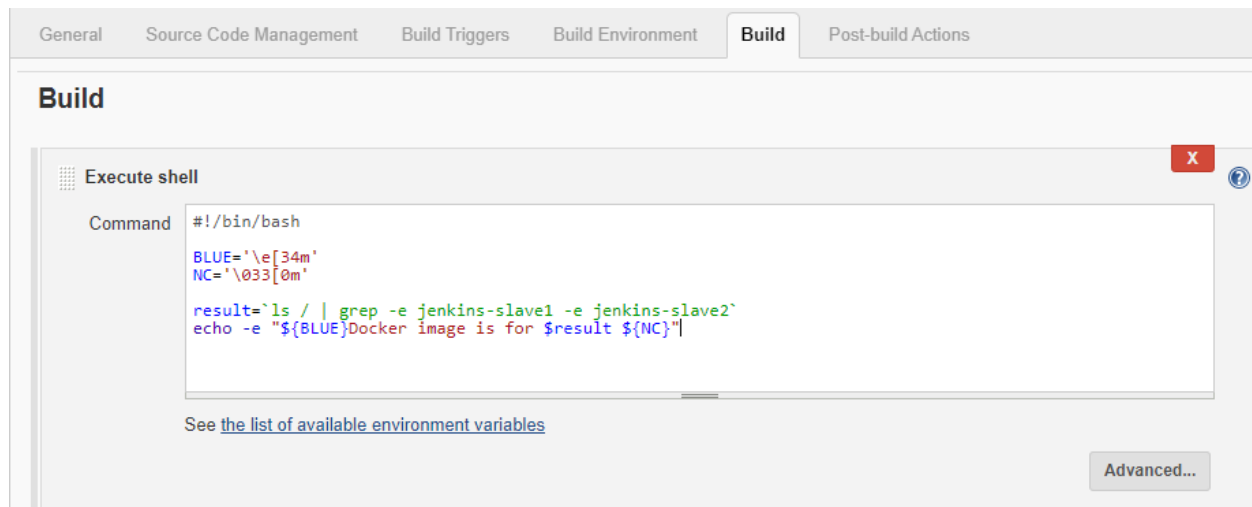 General Source Code Management Build Triggers Build Environment Build Post-build Actions
Build
X
Execute shell
?
Command
#!/bin/bash
BLUE='\e[34m'
NC='\033[0m'
result=`ls / | grep -e jenkins-slave1 -e jenkins-slave2`
echo -e "${BLUE}Docker image is for $result ${NC}"
See the list of available environment variables
Advanced...